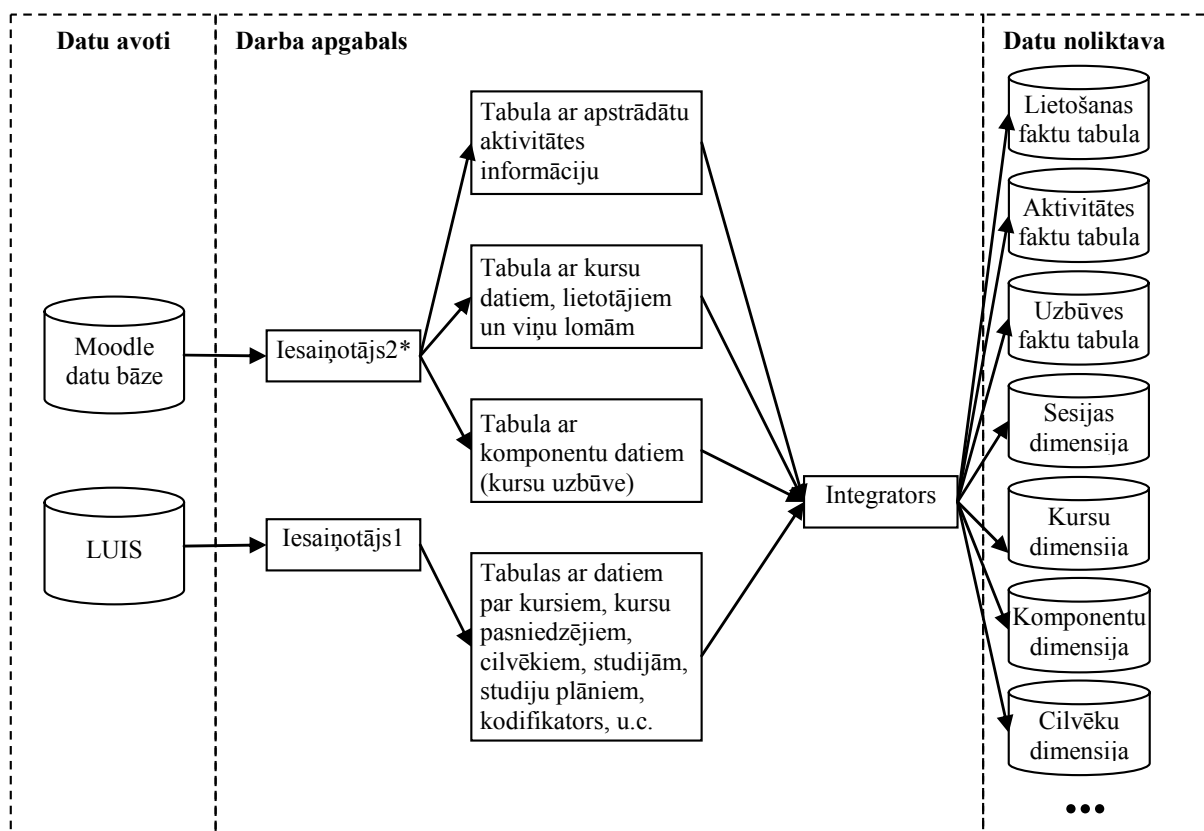 Datu avoti
Darba apgabals
Datu noliktava
Tabula ar apstrādātu
aktivitātes
informāciju
Tabula ar kursu
datiem, lietotājiem
un viņu lomām
Moodle
datu bāze
Iesaiņotājs2*
Tabula ar
komponentu datiem
(kursu uzbūve)
LUIS
Iesaiņotājs1
Tabulas ar datiem
par kursiem, kursu
pasniedzējiem,
cilvēkiem, studijām,
studiju plāniem,
kodifikators, u.c.
Integrators
Lietošanas
faktu tabula
Aktivitātes
faktu tabula
Uzbūves
faktu tabula
Sesijas
dimensija
Kursu
dimensija
Komponentu
dimensija
Cilvēku
dimensija
•••